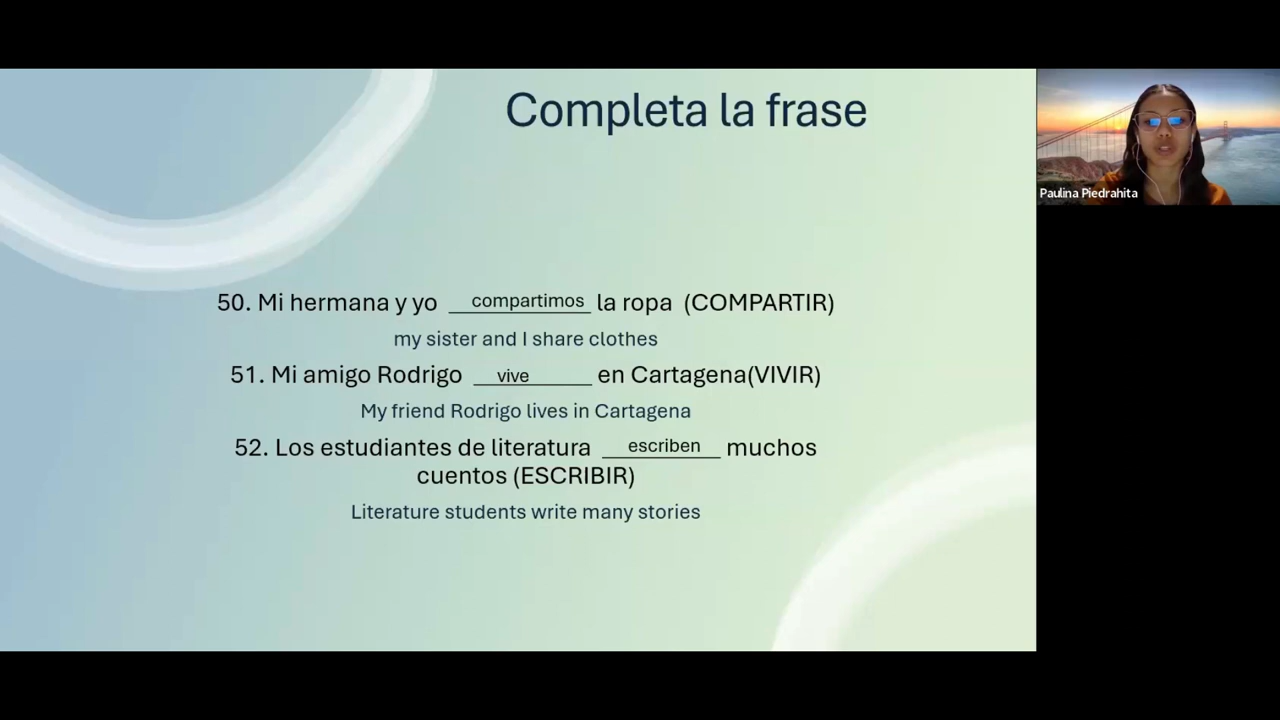 Completa la frase
Paulina Piedrahita
50. Mi hermana y yo compartimos la ropa (COMPARTIR)
my sister and I share clothes
51. Mi amigo Rodrigo vive en Cartagena(VIVIR)
My friend Rodrigo lives in Cartagena
52. Los estudiantes de literatura escriben muchos
cuentos (ESCRIBIR)
Literature students write many stories